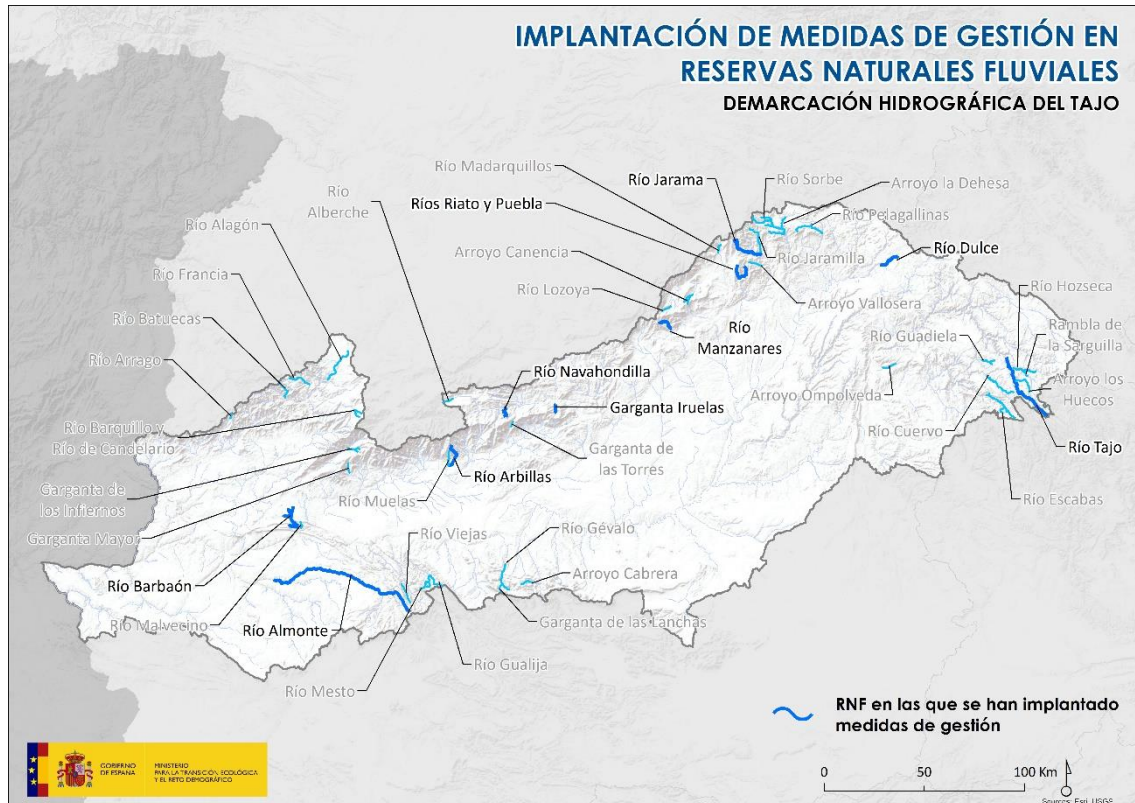 IMPLANTACIÓN DE MEDIDAS DE GESTIÓN EN
RESERVAS NATURALES FLUVIALES
DEMARCACIÓN HIDROGRÁFICA DEL TAJO
Río Madarquillos
Río Jarama
Río Sorbe
Arroyo la Dehesa
Río
Alberche
Ríos Riato y Puebla
Río Pelagallinas
Río Alagón
Arroyo Canencia
Río Jaramilla
Río Dulce
Río Francia
Río Lozoya
Arroyo Vallosera
Río Hozseca
Río Batuecas
Río
Manzanares
Río Guadiela
Rambla de
la Sarguilla
Río Arrago
Río Navahondilla
Arroyo Ompolveda
Arroyo los
Huecos
Garganta Iruelas
Río Barquillo y
Río de Candelario
Río Cuervo
Río Tajo
Garganta de
las Torres
Río Arbillas
Garganta de
los Infiernos
Río Muelas
Río Escabas
Garganta Mayor
Río Viejas
Río Gévalo
Río Barbaón
Arroyo Cabrera
Río Malvecino
Río Almonte
Garganta de las Lanchas
Río Gualija
Río Mesto
RNF en las que se han implantado
medidas de gestión
GOBIERNO
DE ESPAÑA
MINISTERIO
PARA LA TRANSICIÓN ECOLÓGICA
Y EL RETO DEMOGRÁFICO
0 50 100 Km
Sources: Esri, USGS